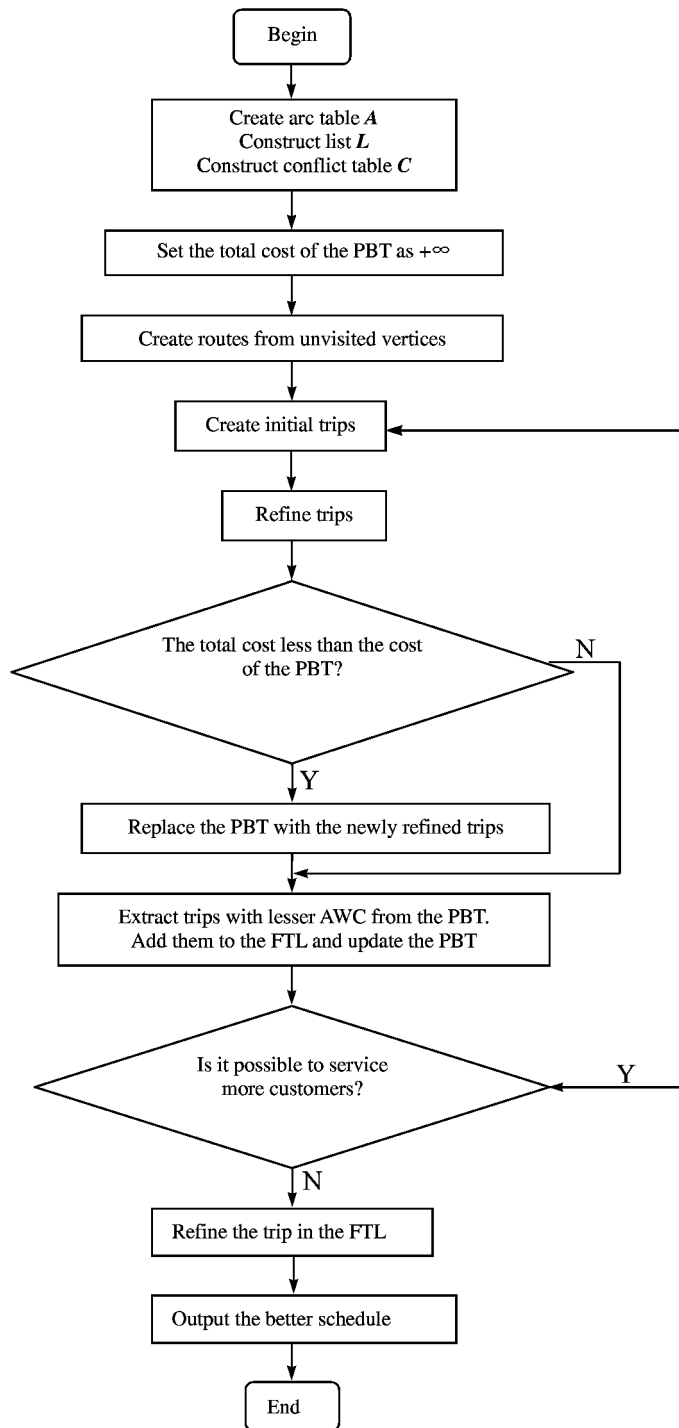 Begin
Create arc table A
Construct list L
Construct conflict table C
Set the total cost of the PBT as +∞
Create routes from unvisited vertices
Create initial trips
Refine trips
The total cost less than the cost
of the PBT?
N
Y
Replace the PBT with the newly refined trips
Extract trips with lesser AWC from the PBT.
Add them to the FTL and update the PBT
Is it possible to service
more customers?
Y
N
Refine the trip in the FTL
Output the better schedule
End